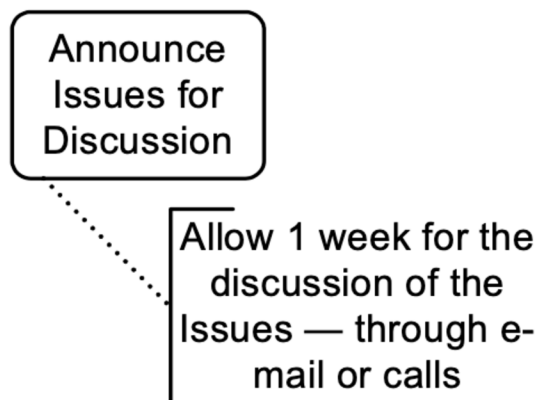 Announce
Issues for
Discussion
Allow 1 week for the
discussion of the
Issues — through e-
mail or calls